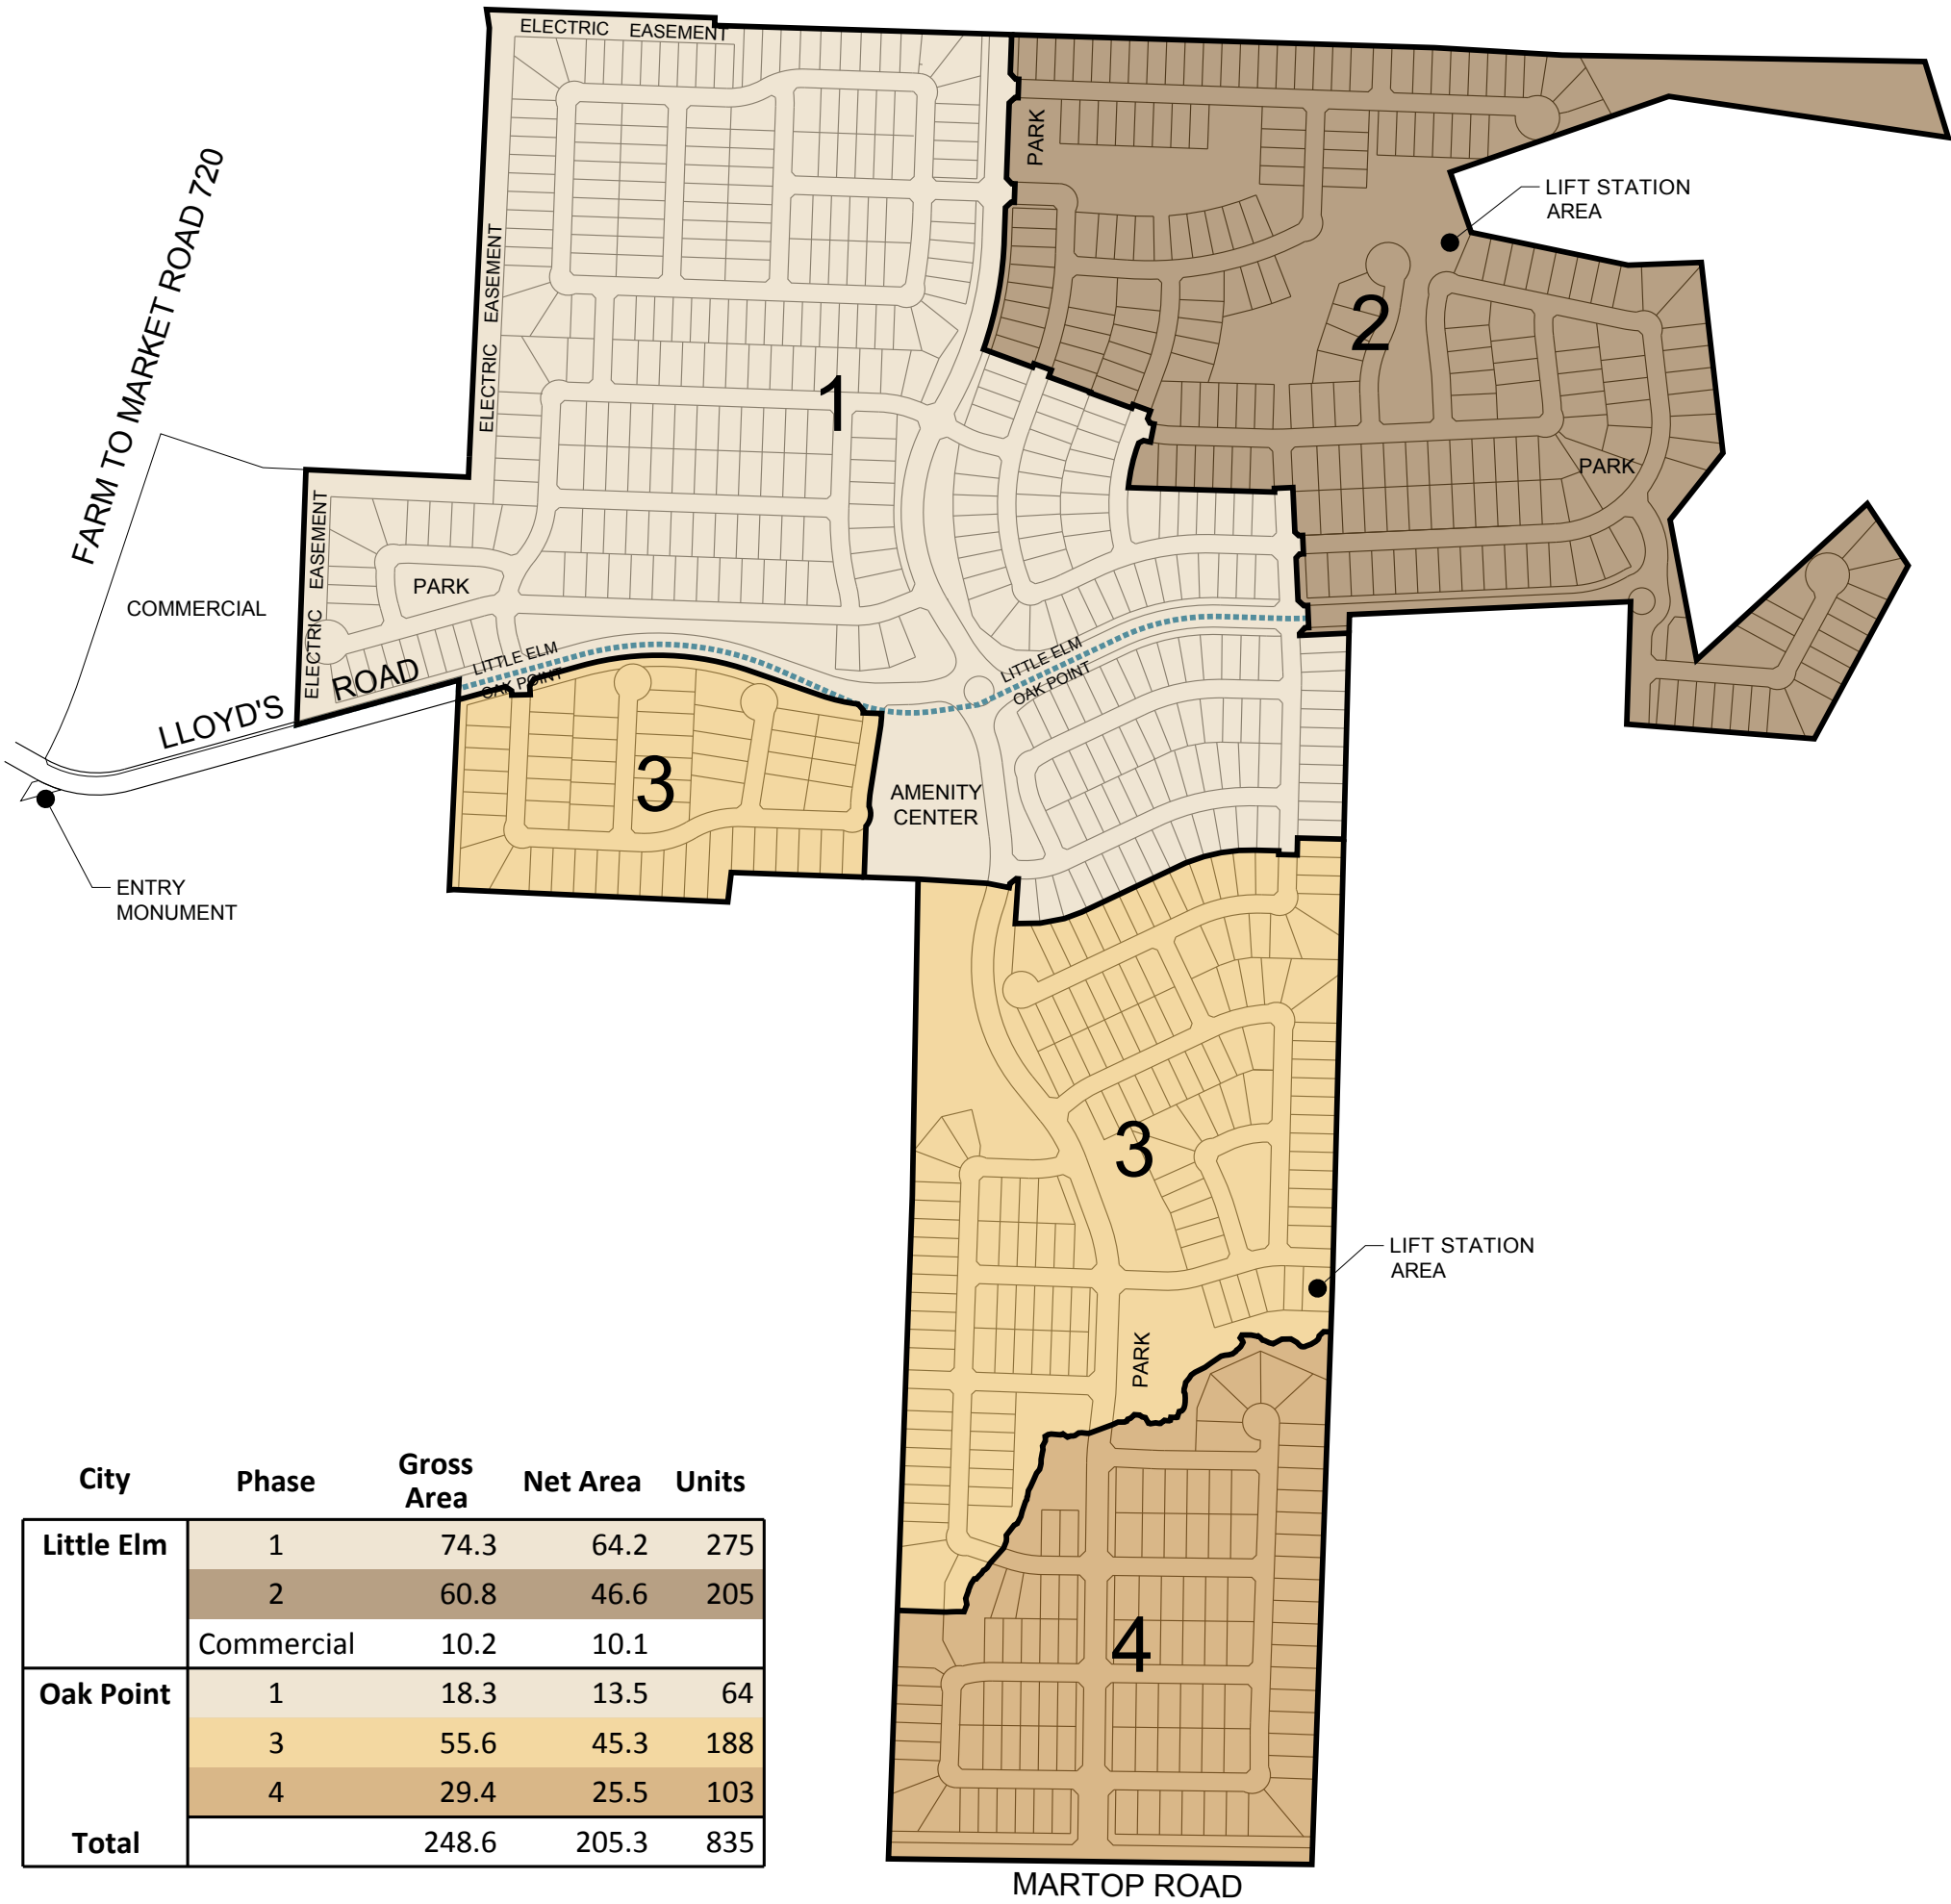 ELECTRIC EASEMENT
PARK
FARM TO MARKET ROAD 720
LIFT STATION
AREA
ELECTRIC EASEMENT
2
1
PARK
ELECTRIC EASEMENT
PARK
COMMERCIAL
LITTLE ELM
OAK POINT
LITTLE ELM
OAK POINT
LLOYD'S ROAD
3
AMENITY
CENTER
ENTRY
MONUMENT
3
LIFT STATION
AREA
PARK
4
MARTOP ROAD
City Phase Gross Area Net Area Units
Little Elm 1 74.3 64.2 275
2 60.8 46.6 205
Commercial 10.2 10.1
Oak Point 1 18.3 13.5 64
3 55.6 45.3 188
4 29.4 25.5 103
Total 248.6 205.3 835